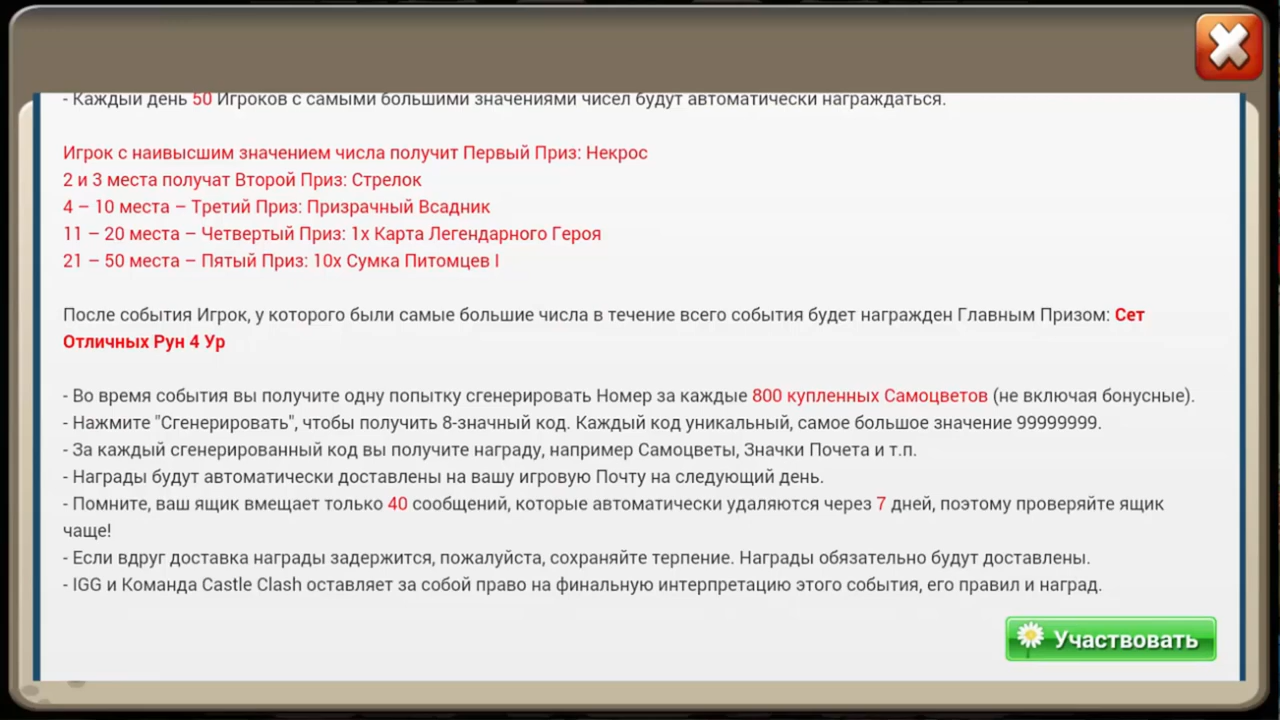 - Каждый день 50 Игроков с самыми большими значениями чисел будут автоматически награждаться.
Игрок с наивысшим значением числа получит Первый Приз: Некрос
2 и 3 места получат Второй Приз: Стрелок
4 – 10 места – Третий Приз: Призрачный Всадник
11 – 20 места – Четвертый Приз: 1x Карта Легендарного Героя
21 – 50 места – Пятый Приз: 10x Сумка Питомцев I
После события Игрок, у которого были самые большие числа в течение всего события будет награжден Главным Призом: Сет
Отличных Рун 4 Ур
- Во время события вы получите одну попытку сгенерировать Номер за каждые 800 купленных Самоцветов (не включая бонусные).
- Нажмите "Сгенерировать", чтобы получить 8-значный код. Каждый код уникальный, самое большое значение 99999999.
- За каждый сгенерированный код вы получите награду, например Самоцветы, Значки Почета и т.п.
- Награды будут автоматически доставлены на вашу игровую Почту на следующий день.
- Помните, ваш ящик вмещает только 40 сообщений, которые автоматически удаляются через 7 дней, поэтому проверяйте ящик
чаще!
- Если вдруг доставка награды задержится, пожалуйста, сохраняйте терпение. Награды обязательно будут доставлены.
- IGG и Команда Castle Clash оставляет за собой право на финальную интерпретацию этого события, его правил и наград.
Участвовать